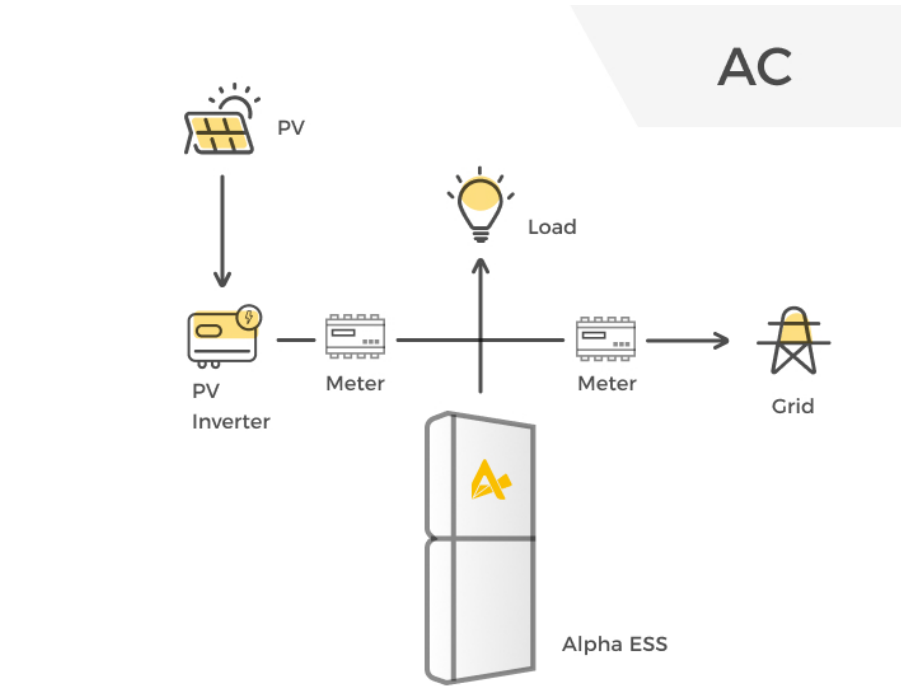 AC
PV
Load
PV
Inverter
Meter
Meter
Grid
Alpha ESS